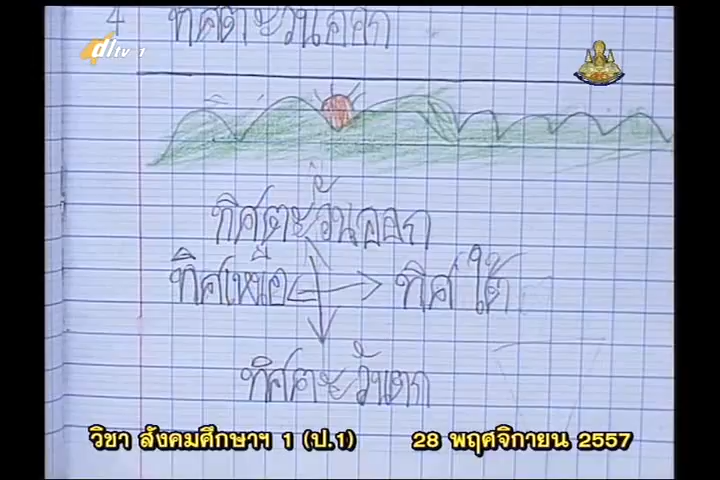 4 ทิศตะวันออก
dltv 1
ทิศตะวันออก
ทิศเหนือ ทิศ ใต้
ทิศตะวันตก
วิชา สังคมศึกษาฯ 1 (ป.1) 28 พฤศจิกายน 2557